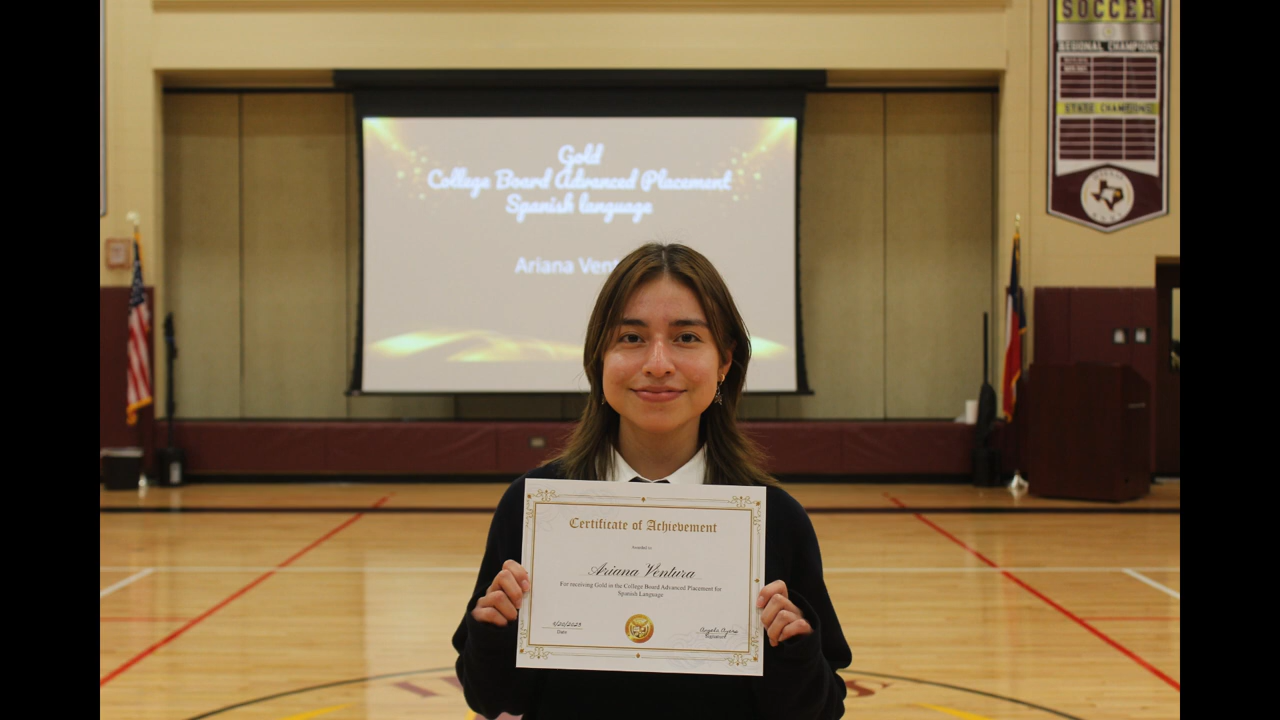 SOCCER
REGIONAL CHAMPIONS
STATE CHAMPIONS
Gold
College Board Advanced Placement
Spanish language
Ariana Vent
Certificate of Achievement
Awarded to
Ariana Ventura
For receiving Gold in the College Board Advanced Placement for
Spanish Language
Date